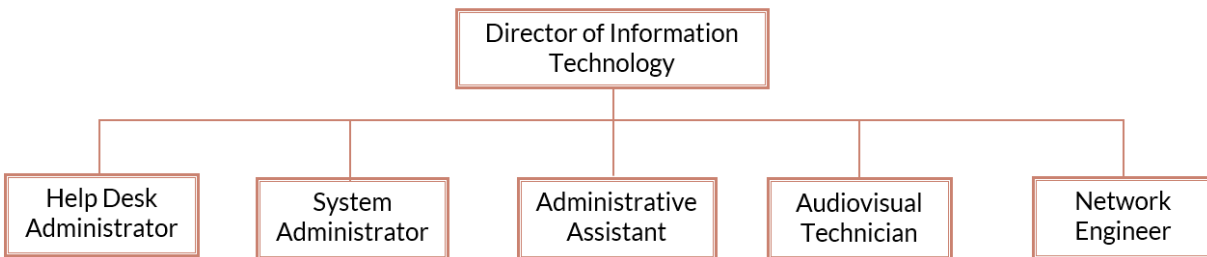 Director of Information
Technology
Help Desk
Administrator
System
Administrator
Administrative
Assistant
Audiovisual
Technician
Network
Engineer